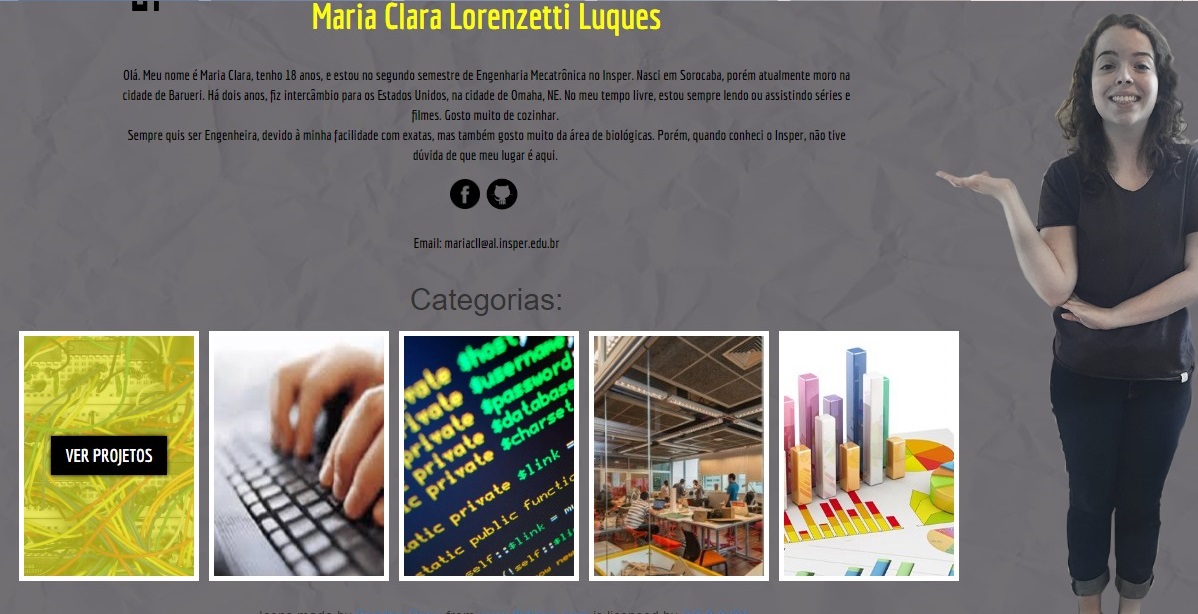 Maria Clara Lorenzetti Luques
Olá. Meu nome é Maria Clara, tenho 18 anos, e estou no segundo semestre de Engenharia Mecatrônica no Insper. Nasci em Sorocaba, porém atualmente moro na
cidade de Barueri. Há dois anos, fiz intercâmbio para os Estados Unidos, na cidade de Omaha, NE. No meu tempo livre, estou sempre lendo ou assistindo séries e
filmes. Gosto muito de cozinhar.
Sempre quis ser Engenheira, devido à minha facilidade com exatas, mas também gosto muito da área de biológicas. Porém, quando conheci o Insper, não tive
dúvida de que meu lugar é aqui.
Email: mariacll@al.insper.edu.br
Categorias:
VER PROJETOS
$host
$username
private $password
private $database
private $charset
private
static private $link =
static public functio
self::$link =